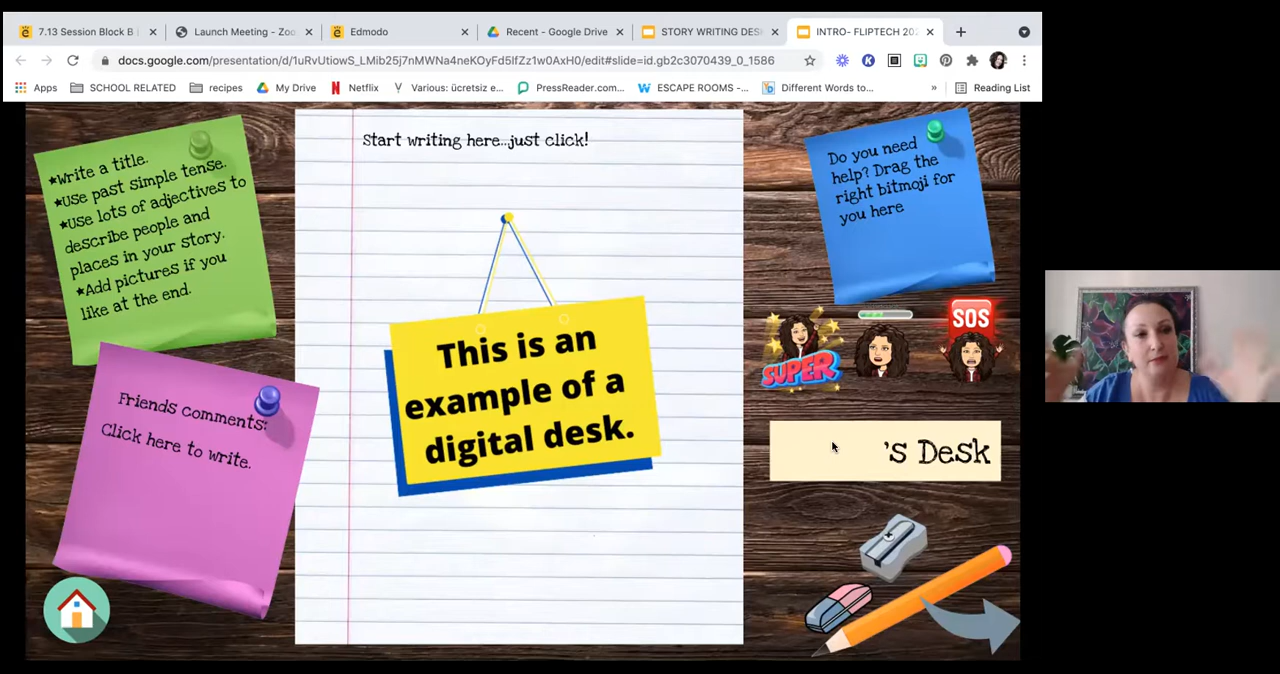 7.13 Session Block B
Launch Meeting - Zoo
Edmodo
Recent - Google Drive
STORY WRITING DES
INTRO- FLIPTECH 202
docs.google.com/presentation/d/1uRvUtiowS_LMib25j7nMWNa4neKOyFd5lfZz1w0AxH0/edit#slide=id.gb2c3070439_0_1586
Apps
SCHOOL RELATED
recipes
My Drive
Netflix
Various: ücretsiz e...
PressReader.com...
ESCAPE ROOMS -...
Different Words to...
»
Reading List
★Write a title.
★Use past simple tense.
★Use lots of adjectives to
describe people and
places in your story.
★Add pictures if you
like at the end.
Friends comments:
Click here to write.
Start writing here...just click!
This is an
example of a
digital desk.
Do you need
help? Drag the
right bitmoji for
you here
SUPER
SOS
's Desk